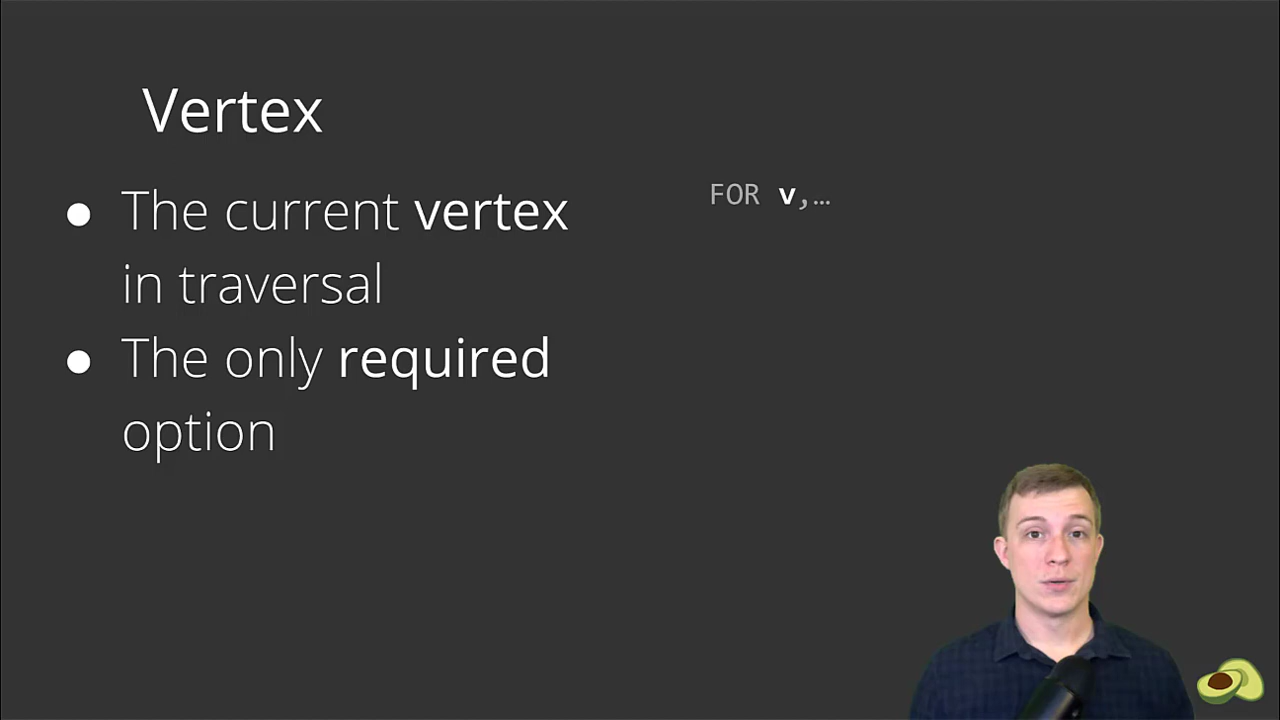 Vertex
● The current vertex
in traversal
● The only required
option
FOR v,…